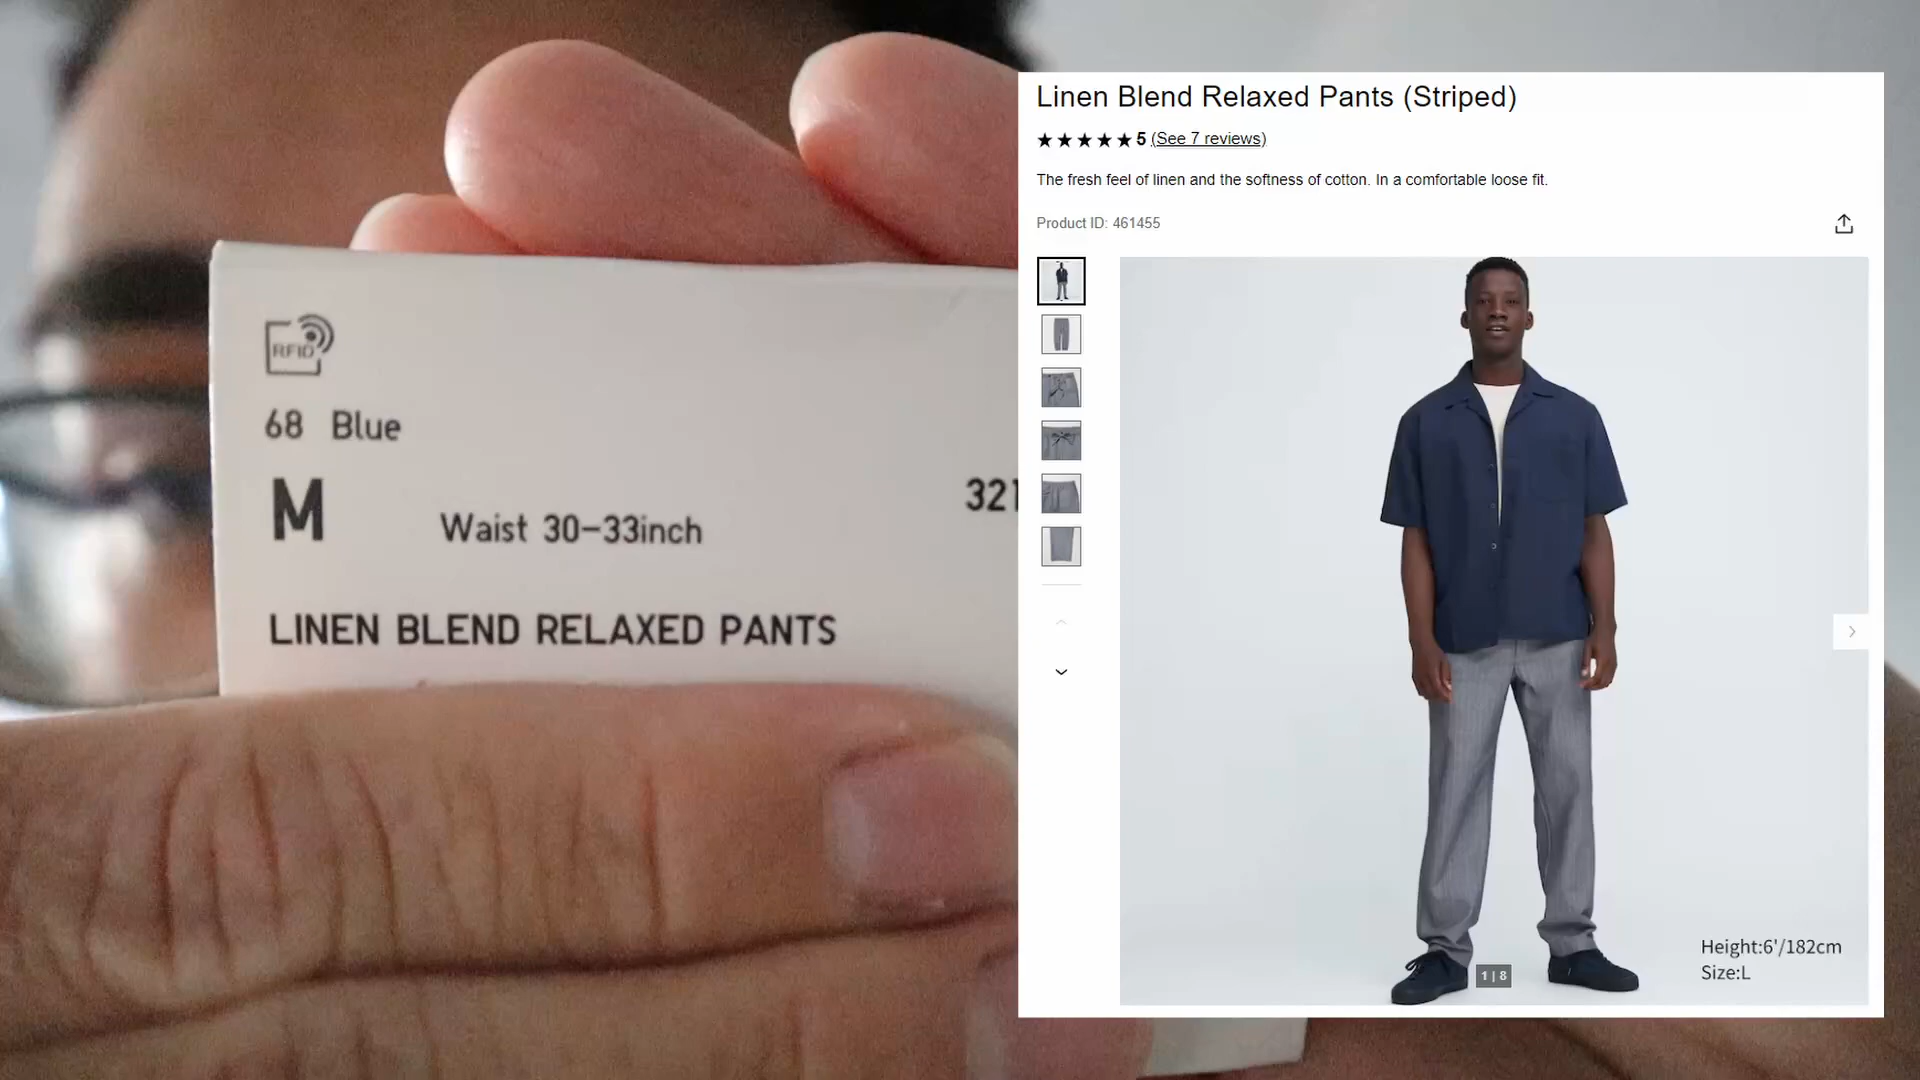 RFID
68 Blue
M
Waist 30-33inch
321
LINEN BLEND RELAXED PANTS
Linen Blend Relaxed Pants (Striped)
5 (See 7 reviews)
The fresh feel of linen and the softness of cotton. In a comfortable loose fit.
Product ID: 461455
Height:6'/182cm
Size:L
1 | 8